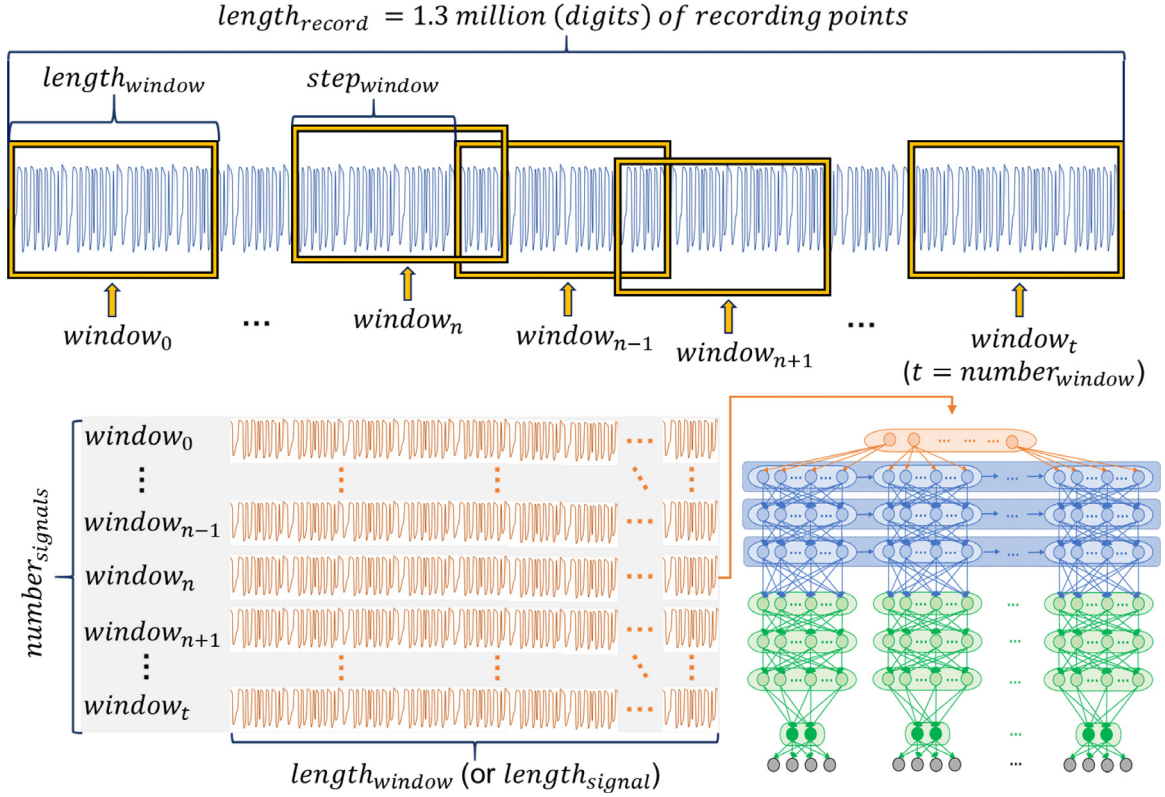 length_record = 1.3 million (digits) of recording points
length_window
step_window
window_0
...
window_n
window_n−1
window_n+1
...
window_t
(t = number_window)
number_signals
window_0
window_n−1
window_n
window_n+1
window_t
length_window (or length_signal)